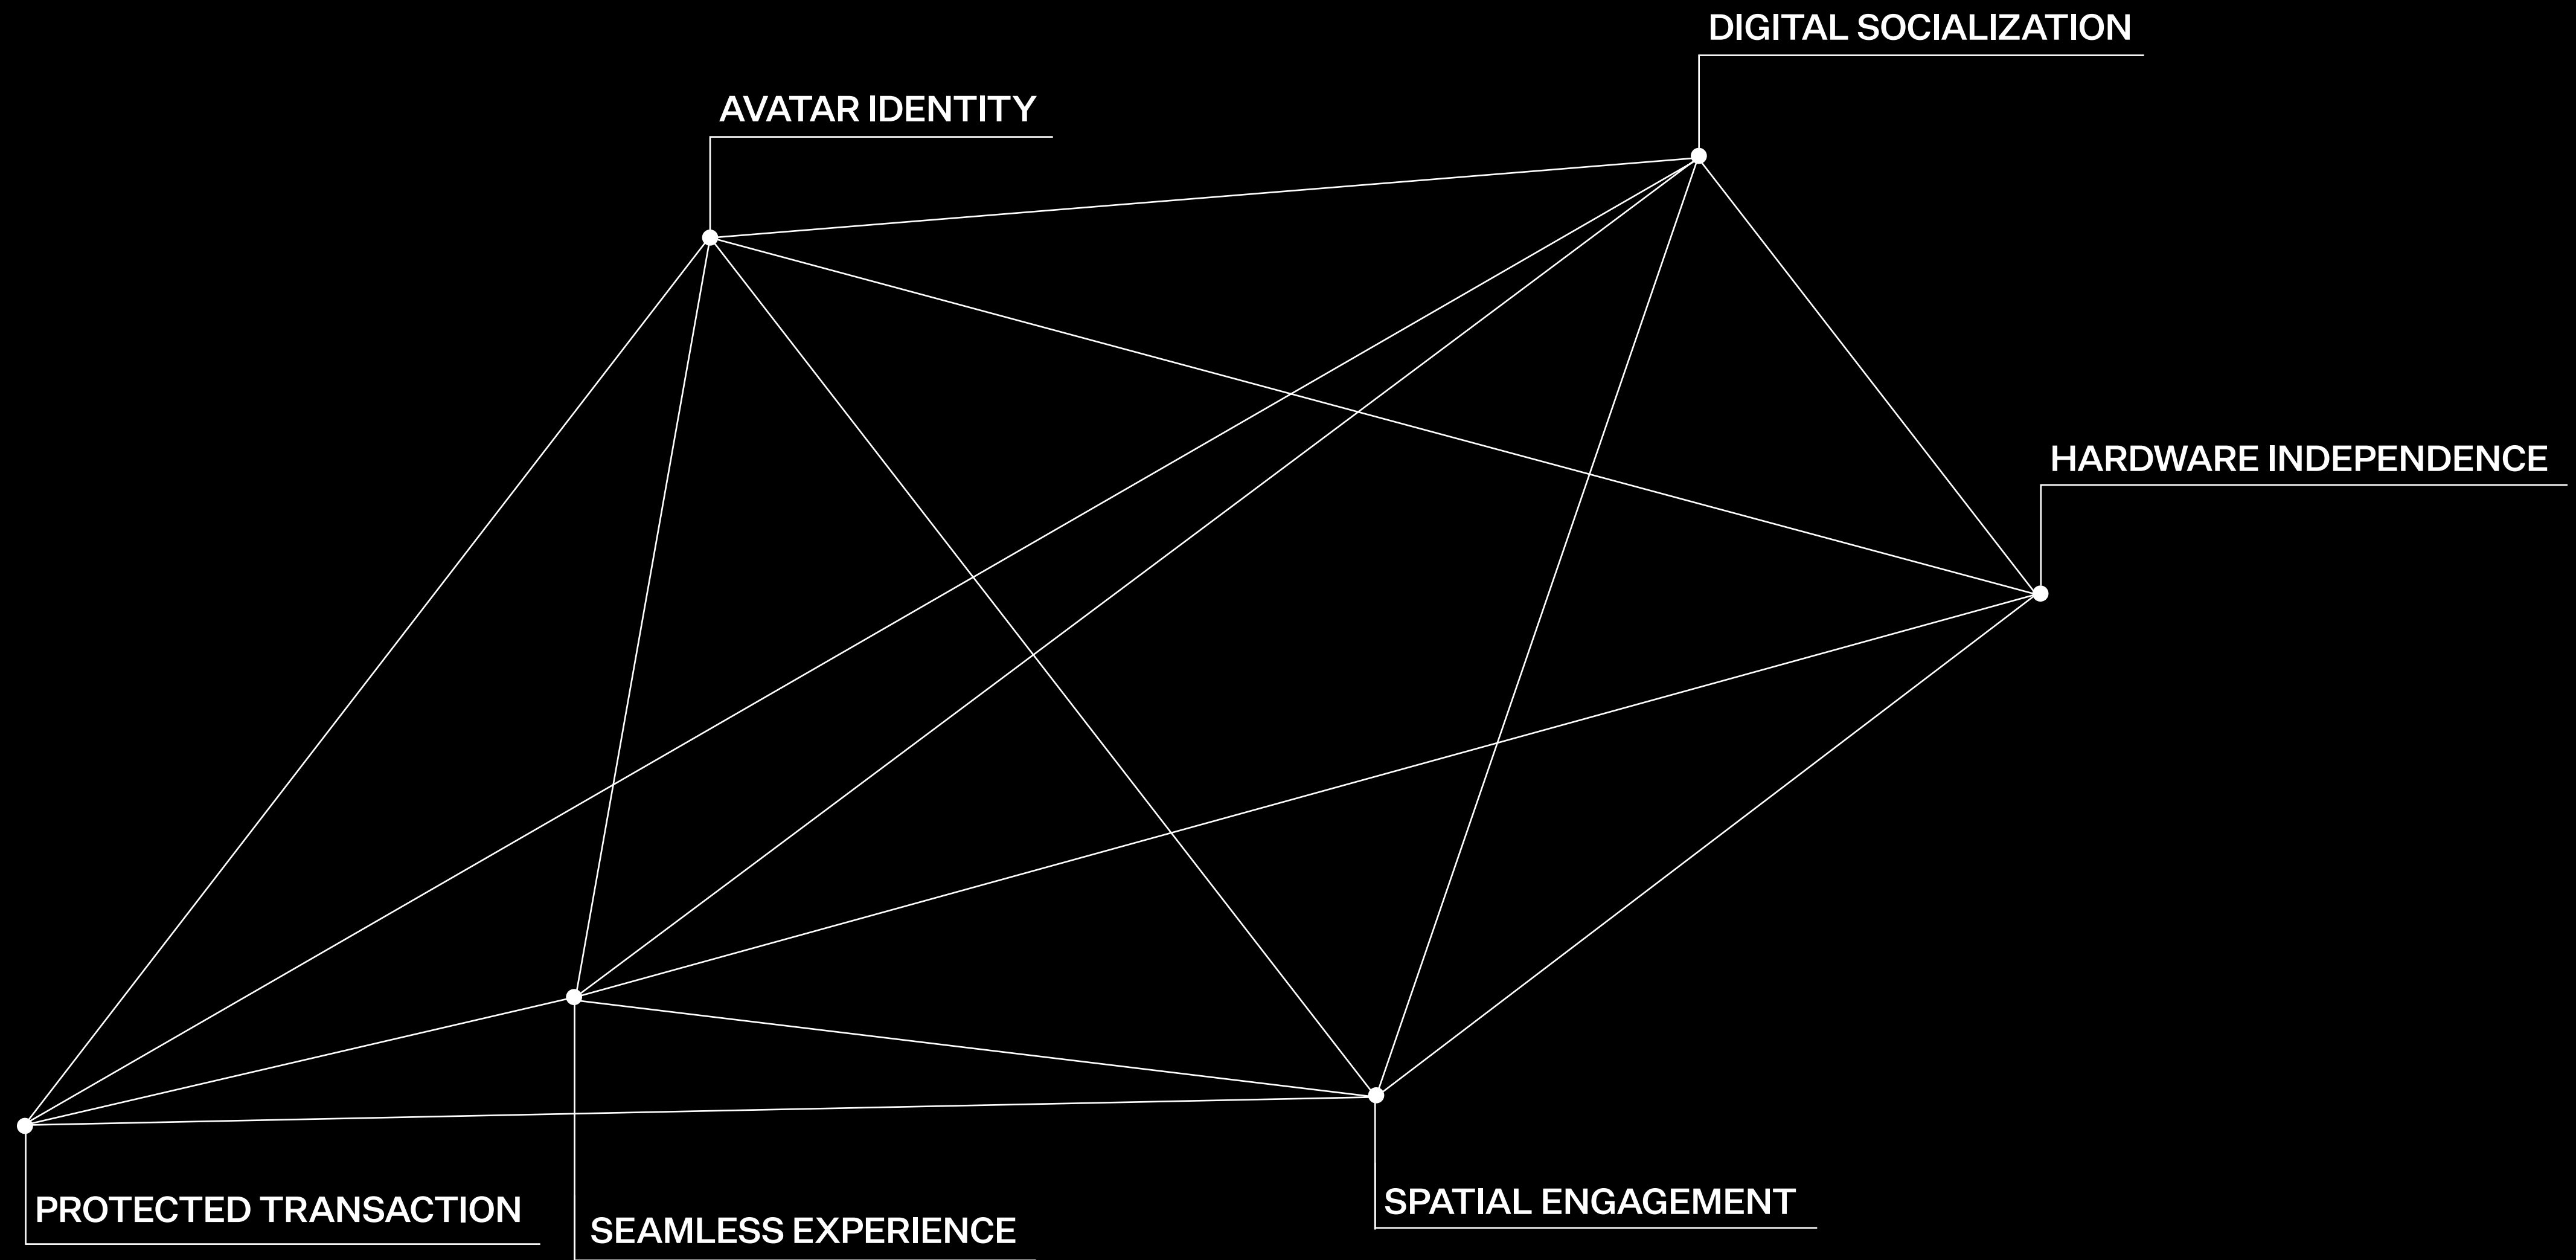 DIGITAL SOCIALIZATION
AVATAR IDENTITY
HARDWARE INDEPENDENCE
PROTECTED TRANSACTION
SEAMLESS EXPERIENCE
SPATIAL ENGAGEMENT